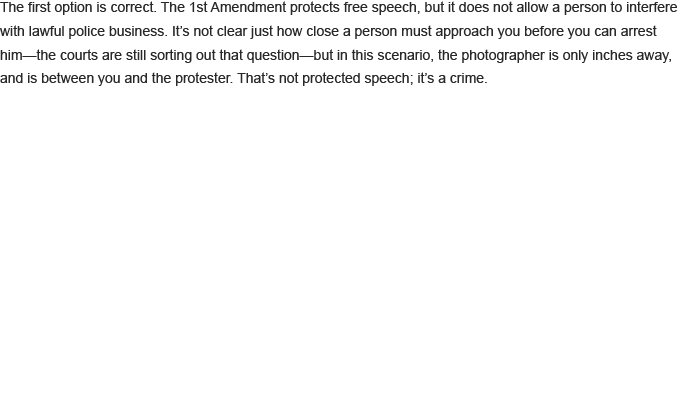 The first option is correct. The 1st Amendment protects free speech, but it does not allow a person to interfere
with lawful police business. It’s not clear just how close a person must approach you before you can arrest
him—the courts are still sorting out that question—but in this scenario, the photographer is only inches away,
and is between you and the protester. That’s not protected speech; it’s a crime.